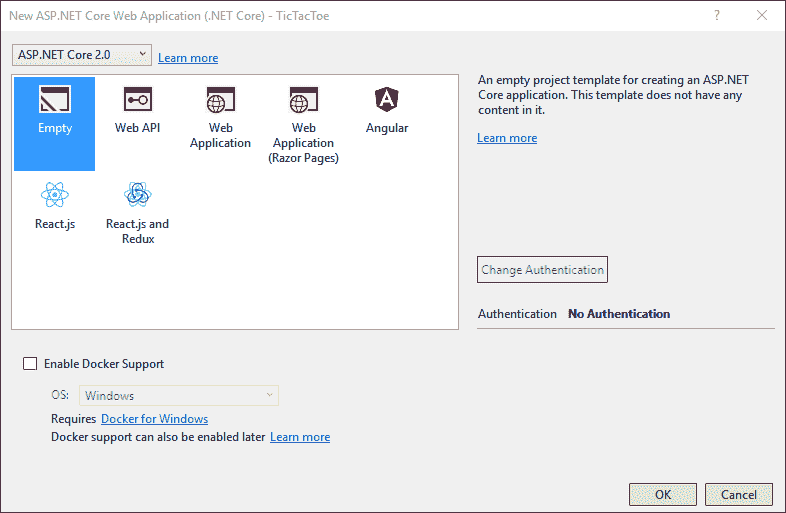 New ASP.NET Core Web Application (.NET Core) - TicTacToe
ASP.NET Core 2.0
Learn more
Empty
Web API
Web
Application
Web
Application
(Razor Pages)
Angular
React.js
React.js and
Redux
An empty project template for creating an ASP.NET
Core application. This template does not have any
content in it.
Learn more
Change Authentication
Authentication No Authentication
Enable Docker Support
OS: Windows
Requires Docker for Windows
Docker support can also be enabled later Learn more
OK
Cancel